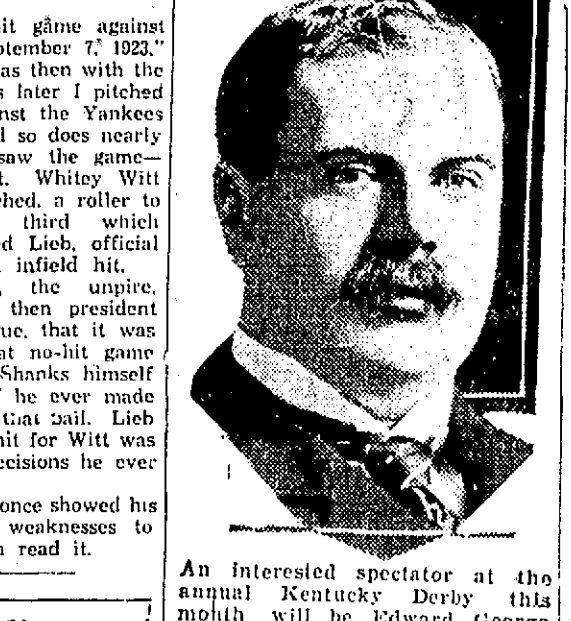 it game against
ptember 7, 1923."
as then with the
s later I pitched
nst the Yankees
d so does nearly
saw the game—
t. Whitey Witt
hed, a roller to
third which
ed Lieb, official
infield hit.
, the unpire,
then president
ue, that it was
at no-hit game
Shanks himself
he ever made
that ball. Lieb
hit for Witt was
ecisions he ever
once showed his
weaknesses to
n read it.
An interested spectator at the
annual Kentucky Derby this
month will be Edward George